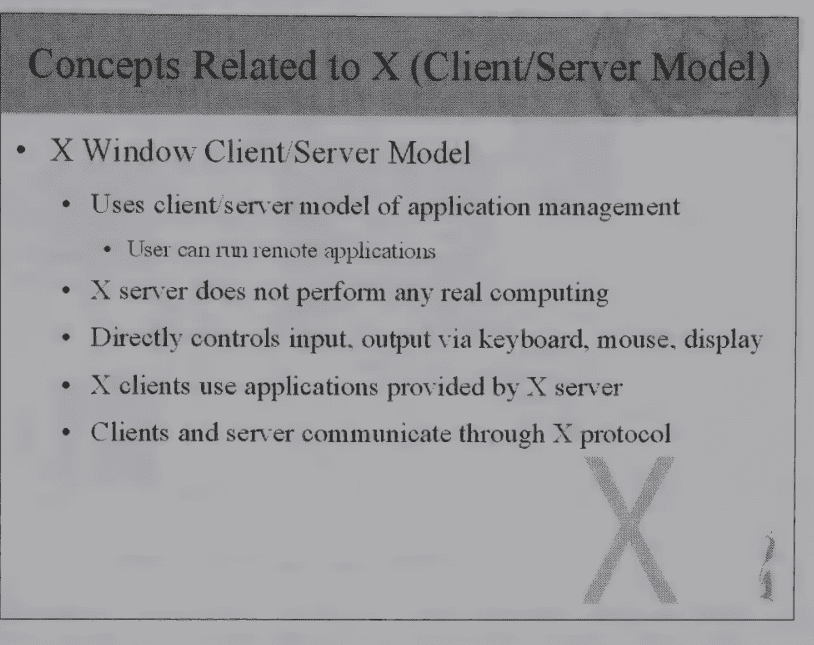 Concepts Related to X (Client/Server Model)
• X Window Client/Server Model
• Uses client/server model of application management
• User can run remote applications
• X server does not perform any real computing
• Directly controls input, output via keyboard, mouse, display
• X clients use applications provided by X server
• Clients and server communicate through X protocol
X